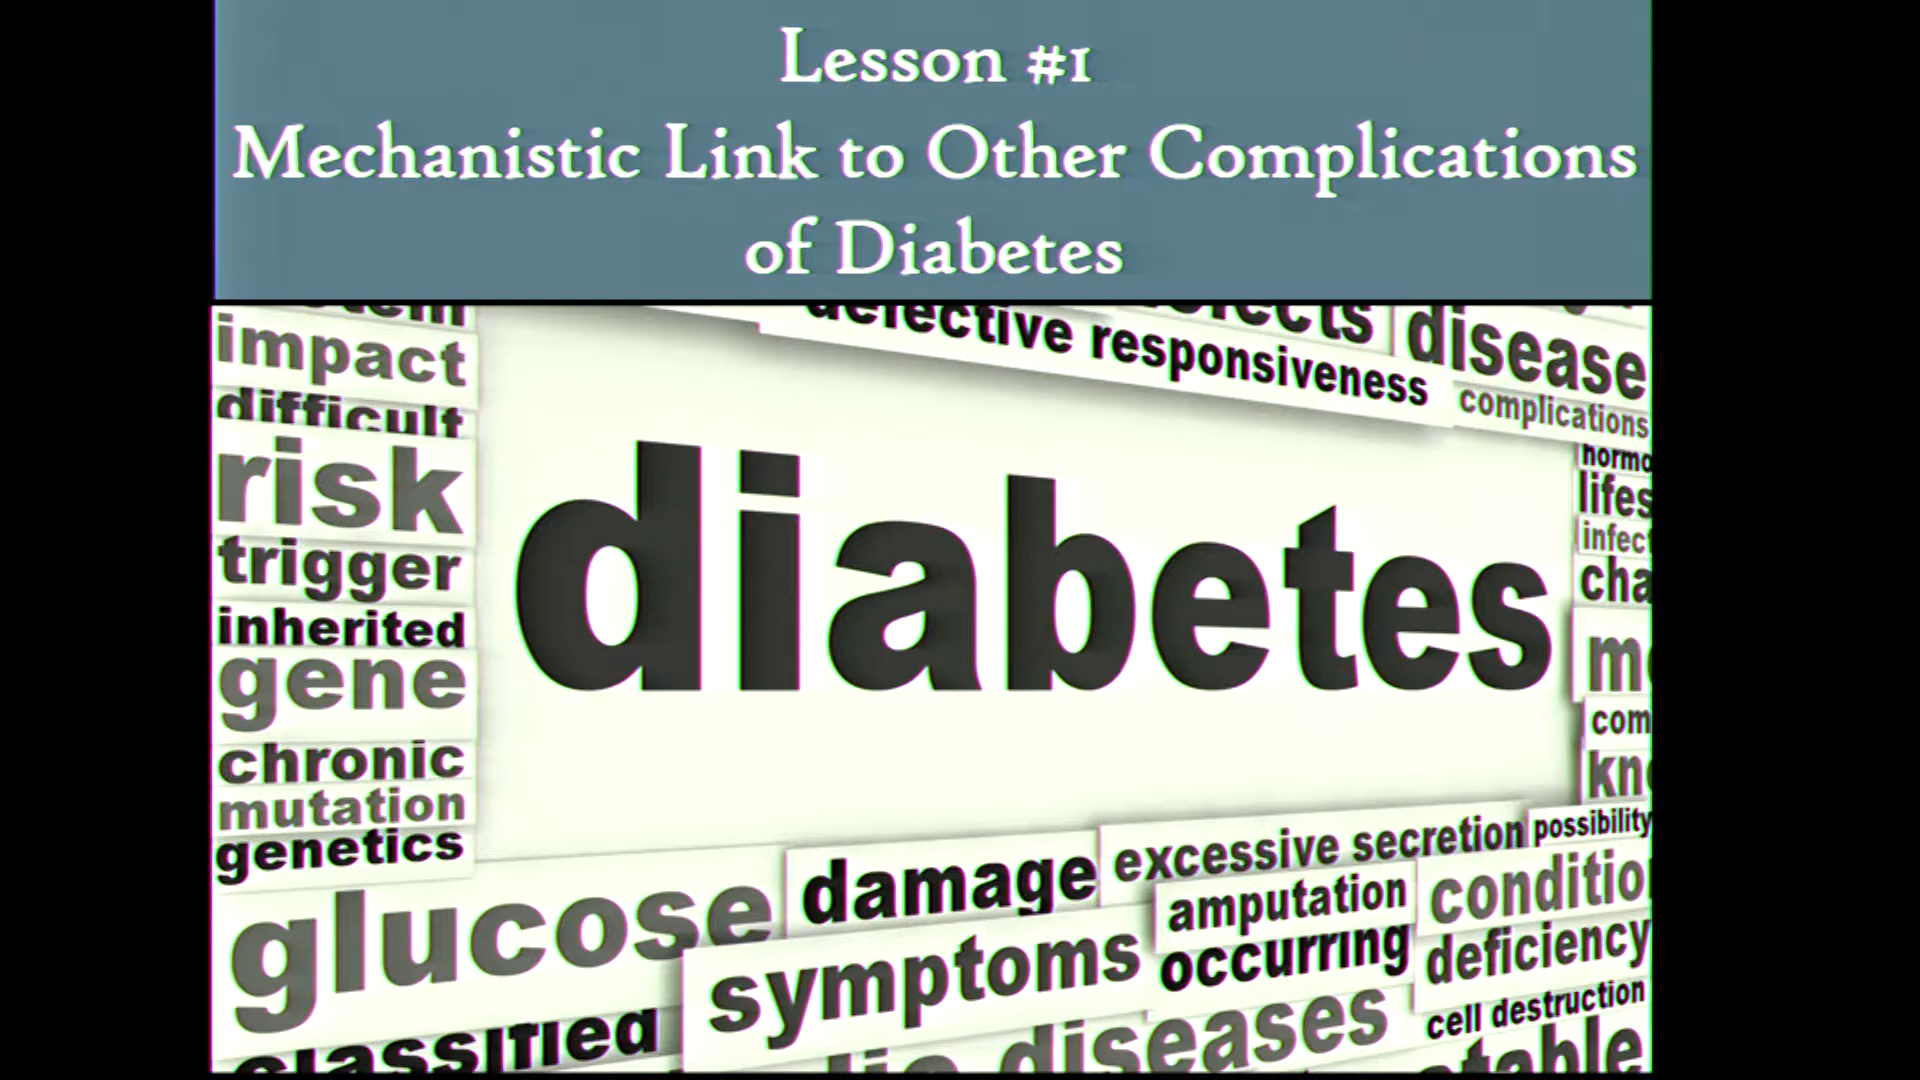 Lesson #1
Mechanistic Link to Other Complications
of Diabetes
impact
difficult
risk
trigger
inherited
gene
chronic
mutation
genetics
defective responsiveness
disease
complications
diabetes
glucose
damage
excessive secretion
possibility
amputation
symptoms
occurring
deficiency
cell destruction
classified
diseases